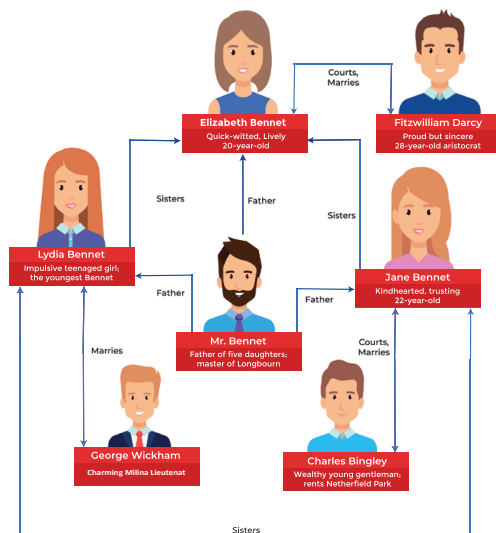 Courts,
Marries
Elizabeth Bennet
Quick-witted, Lively
20-year-old
Fitzwilliam Darcy
Proud but sincere
28-year-old aristocrat
Sisters
Father
Sisters
Lydia Bennet
Impulsive teenaged girl;
the youngest Bennet
Jane Bennet
Kindhearted, trusting
22-year-old
Father
Father
Mr. Bennet
Father of five daughters;
master of Longbourn
Marries
Courts,
Marries
George Wickham
Charming Milina Lieutenat
Charles Bingley
Wealthy young gentleman;
rents Netherfield Park
Sisters